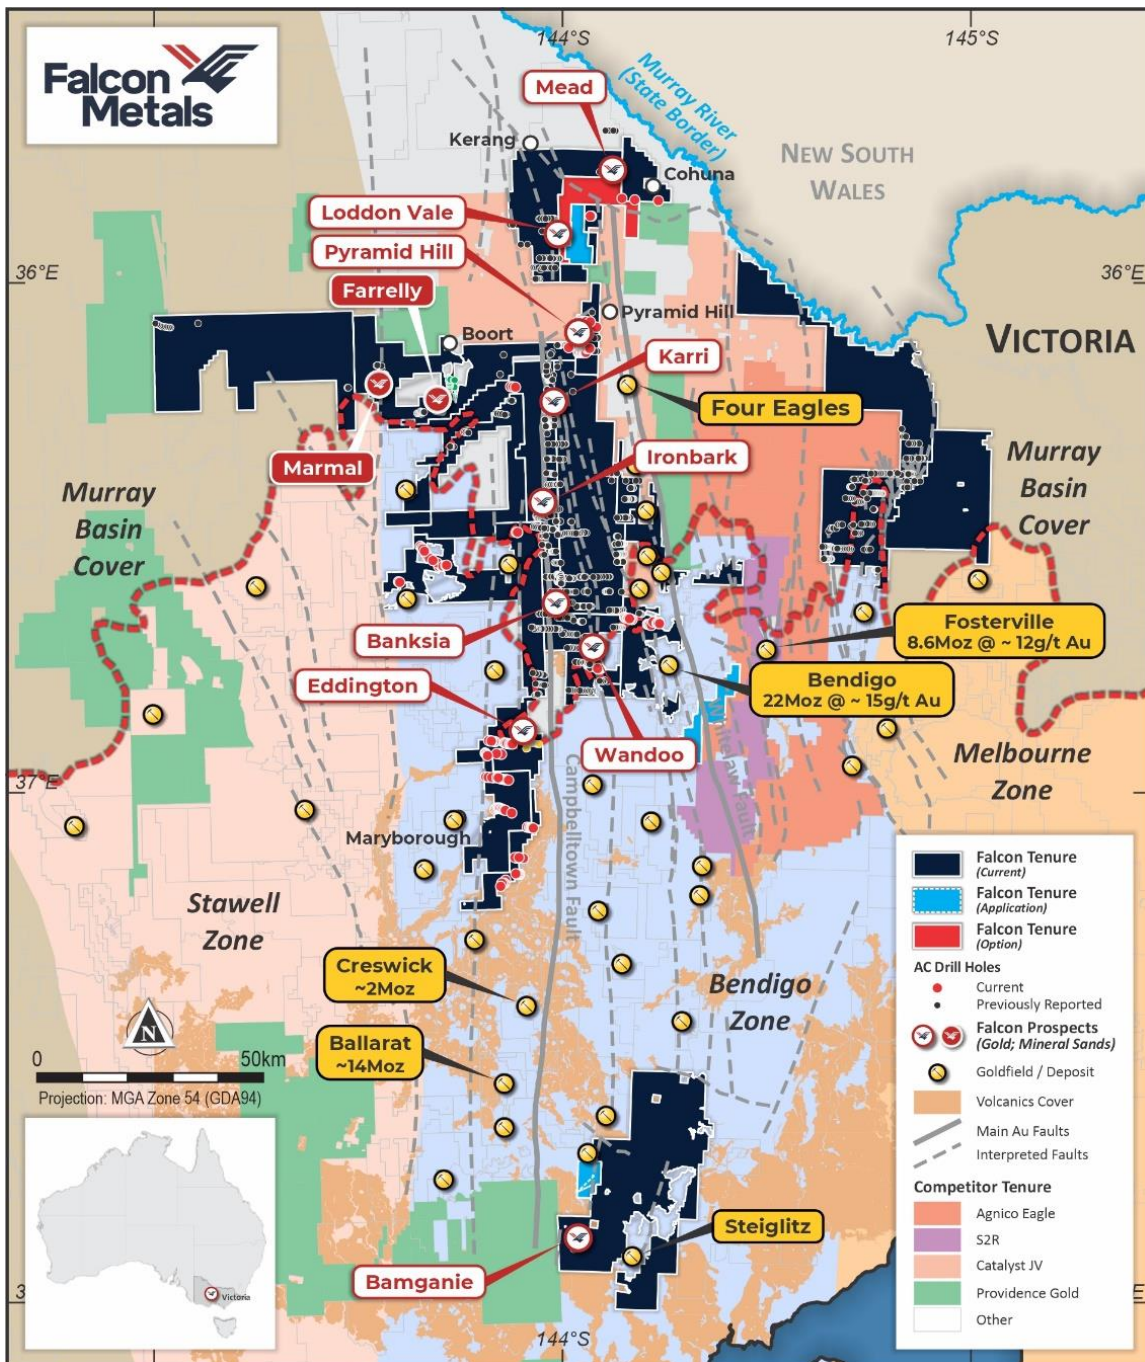 Falcon
Metals
144°S
145°S
Mead
Murray River
(State Border)
Kerang
Cohuna
NEW SOUTH
WALES
Loddon Vale
Pyramid Hill
36°E
36°E
Farrelly
Pyramid Hill
Boort
VICTORIA
Karri
Four Eagles
Marmal
Ironbark
Murray
Basin
Cover
Murray
Basin
Cover
Banksia
Fosterville
8.6Moz @ ~ 12g/t Au
Bendigo
22Moz @ ~ 15g/t Au
Eddington
Wandoo
Whitelaw Fault
Campbelltown Fault
Melbourne
Zone
37°E
Maryborough
Stawell
Zone
Creswick
~2Moz
Bendigo
Zone
Ballarat
~14Moz
N
0 50km
Projection: MGA Zone 54 (GDA94)
Victoria
Steiglitz
Bamganie
144°S
Falcon Tenure
(Current)
Falcon Tenure
(Application)
Falcon Tenure
(Option)
AC Drill Holes
Current
Previously Reported
Falcon Prospects
(Gold; Mineral Sands)
Goldfield / Deposit
Volcanics Cover
Main Au Faults
Interpreted Faults
Competitor Tenure
Agnico Eagle
S2R
Catalyst JV
Providence Gold
Other